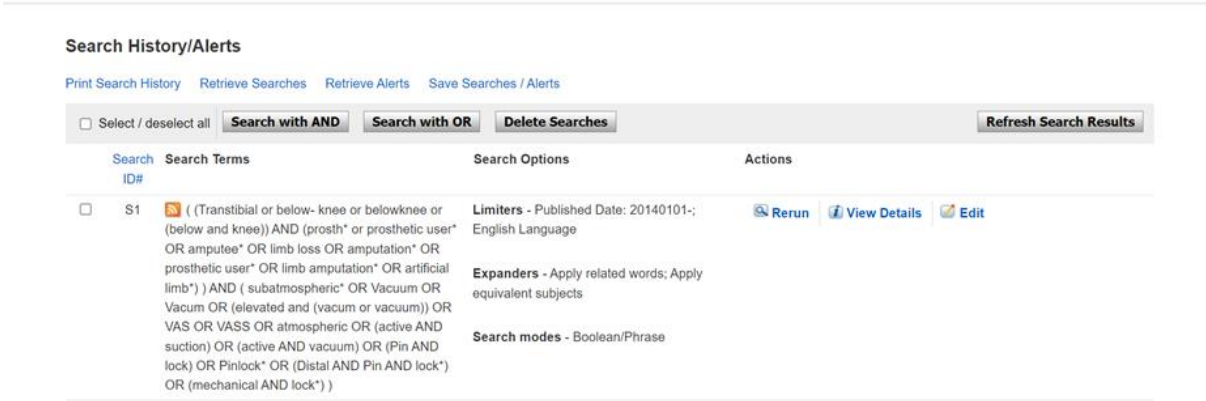 Search History/Alerts
Print Search History Retrieve Searches Retrieve Alerts Save Searches / Alerts
Select / deselect all Search with AND Search with OR Delete Searches Refresh Search Results
Search ID# Search Terms Search Options Actions
S1
( (Transtibial or below- knee or belowknee or
(below and knee)) AND (prosth* or prosthetic user*
OR amputee* OR limb loss OR amputation* OR
prosthetic user* OR limb amputation* OR artificial
limb*) ) AND ( subatmospheric* OR Vacuum OR
Vacum OR (elevated and (vacum or vacuum)) OR
VAS OR VASS OR atmospheric OR (active AND
suction) OR (active AND vacuum) OR (Pin AND
lock) OR Pinlock* OR (Distal AND Pin AND lock*)
OR (mechanical AND lock*) )
Limiters - Published Date: 20140101-;
English Language
Expanders - Apply related words; Apply
equivalent subjects
Search modes - Boolean/Phrase
Rerun View Details Edit